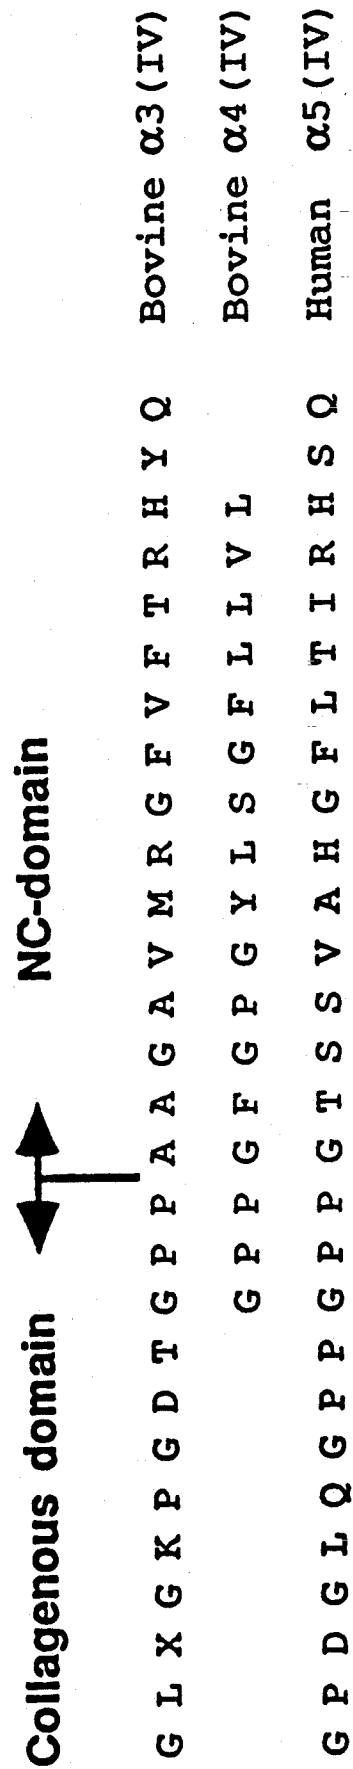 Collagenous domain NC-domain
G L X G K P G D T G P P A A G A V M R G F V F T R H Y Q Bovine α3(IV)
G P P G F G P G Y L S G F L L V L Bovine α4(IV)
G P D G L Q G P P G P P G T S S V A H G F L T I R H S Q Human α5(IV)